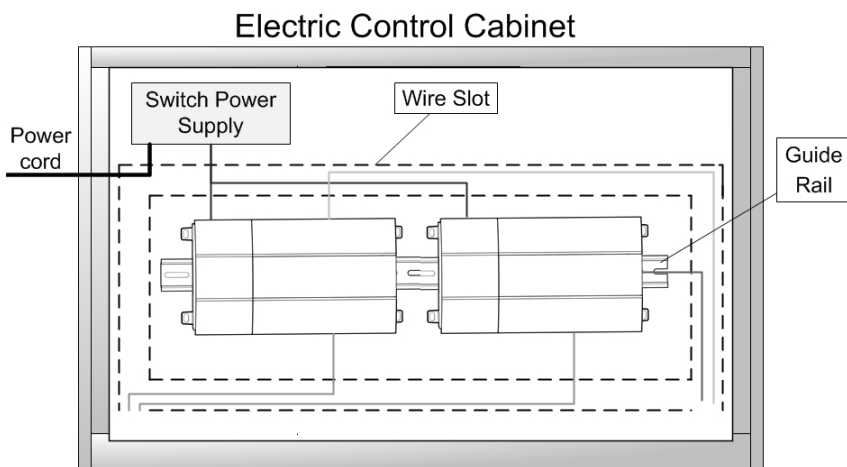 Electric Control Cabinet
Switch Power
Supply
Wire Slot
Power
cord
Guide
Rail